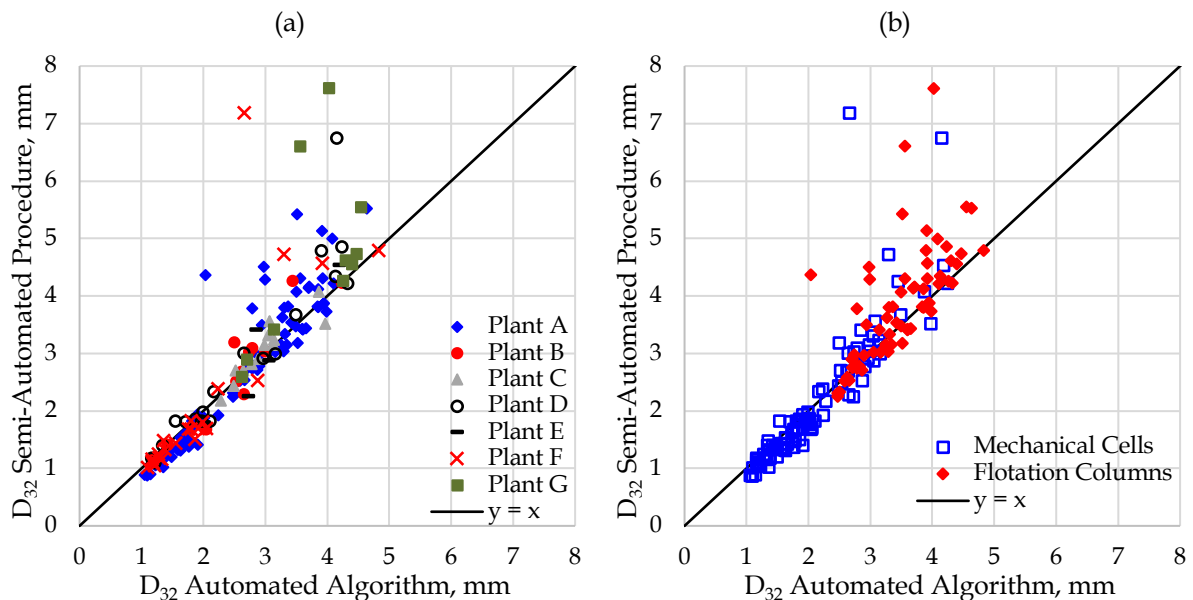 (a)
D32 Semi-Automated Procedure, mm
8
7
6
5
4
3
2
1
0
Plant A
Plant B
Plant C
Plant D
Plant E
Plant F
Plant G
y = x
0 1 2 3 4 5 6 7 8
D32 Automated Algorithm, mm
(b)
D32 Semi-Automated Procedure, mm
8
7
6
5
4
3
2
1
0
Mechanical Cells
Flotation Columns
y = x
0 1 2 3 4 5 6 7 8
D32 Automated Algorithm, mm